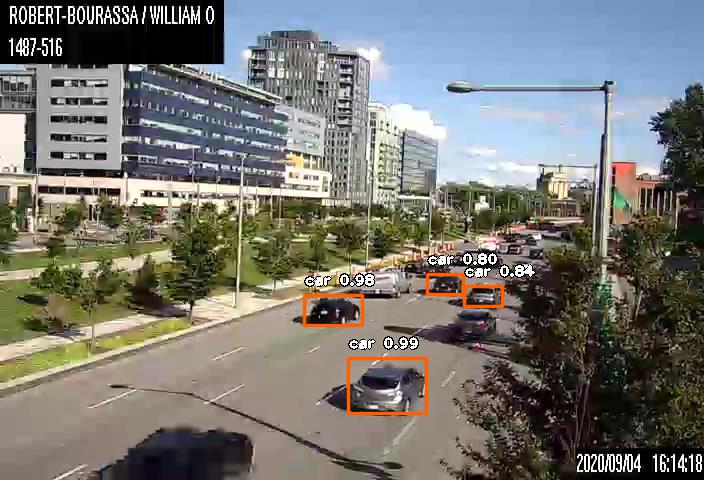 ROBERT-BOURASSA / WILLIAM O
1487-516
car 0.80
car 0.84
car 0.98
car 0.99
2020/09/04 16:14:18